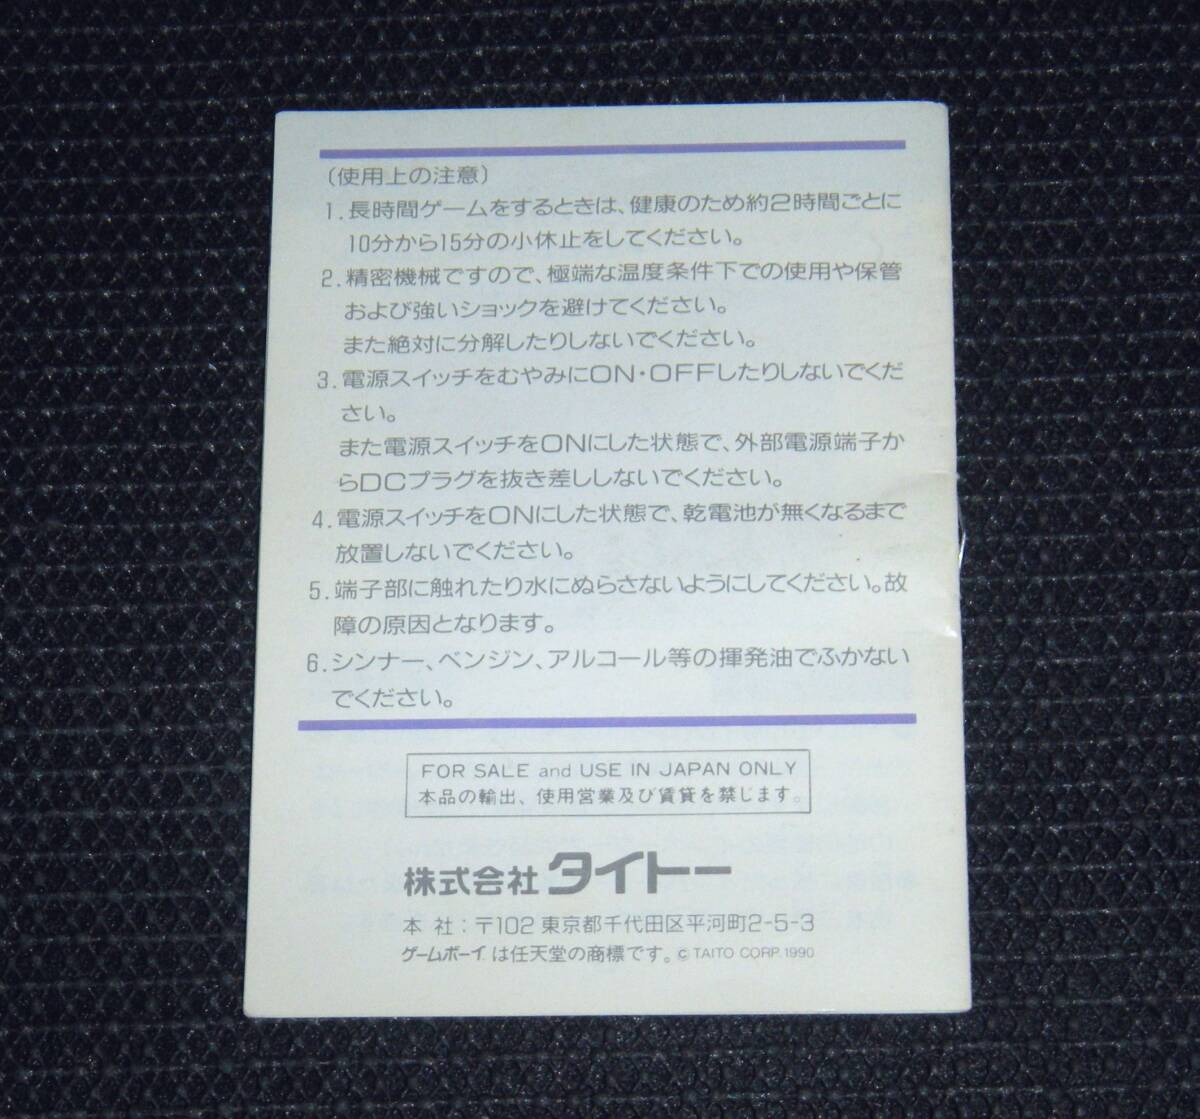 〔使用上の注意〕
1.長時間ゲームをするときは、健康のため約2時間ごとに
10分から15分の小休止をしてください。
2.精密機械ですので、極端な温度条件下での使用や保管
および強いショックを避けてください。
また絶対に分解したりしないでください。
3.電源スイッチをむやみにON・OFFしたりしないでくだ
さい。
また電源スイッチをONにした状態で、外部電源端子か
らDCプラグを抜き差ししないでください。
4.電源スイッチをONにした状態で、乾電池が無くなるまで
放置しないでください。
5.端子部に触れたり水にぬらさないようにしてください。故
障の原因となります。
6.シンナー、ベンジン、アルコール等の揮発油でふかない
でください。
FOR SALE and USE IN JAPAN ONLY
本品の輸出、使用営業及び賃貸を禁じます。
株式会社 タイトー
本 社：〒102 東京都千代田区平河町2-5-3
ゲームボーイは任天堂の商標です。© TAITO CORP. 1990